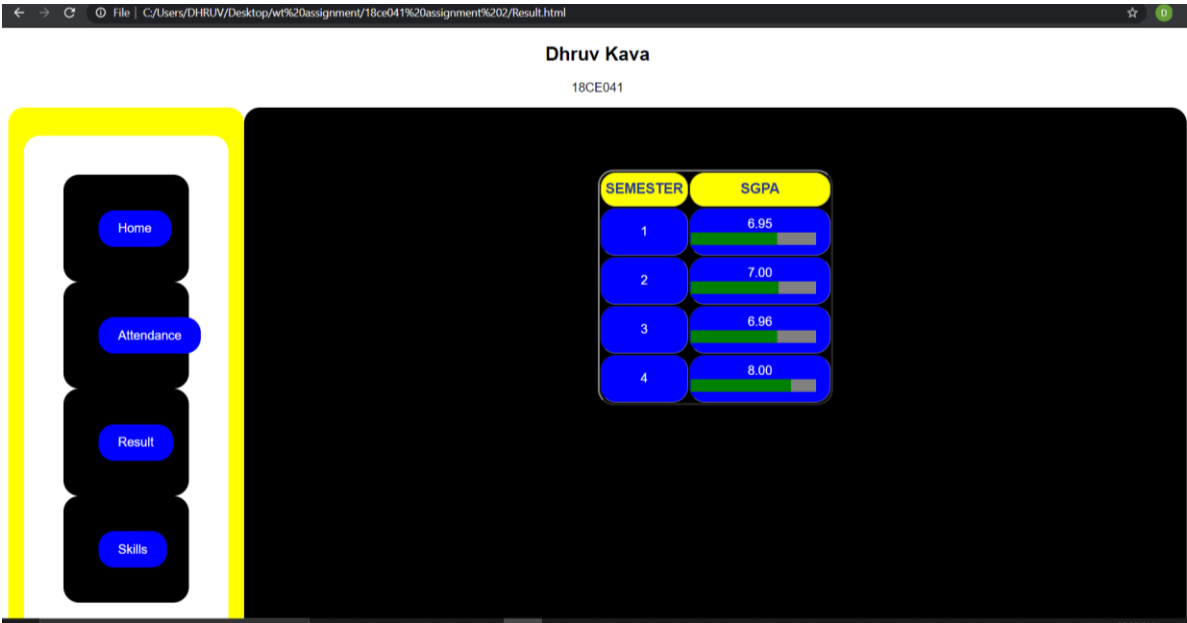 File | C:/Users/DHRUV/Desktop/wt%20assignment/18ce041%20assignment%202/Result.html
D
Dhruv Kava
18CE041
Home
Attendance
Result
Skills
SEMESTER SGPA
1 6.95
2 7.00
3 6.96
4 8.00